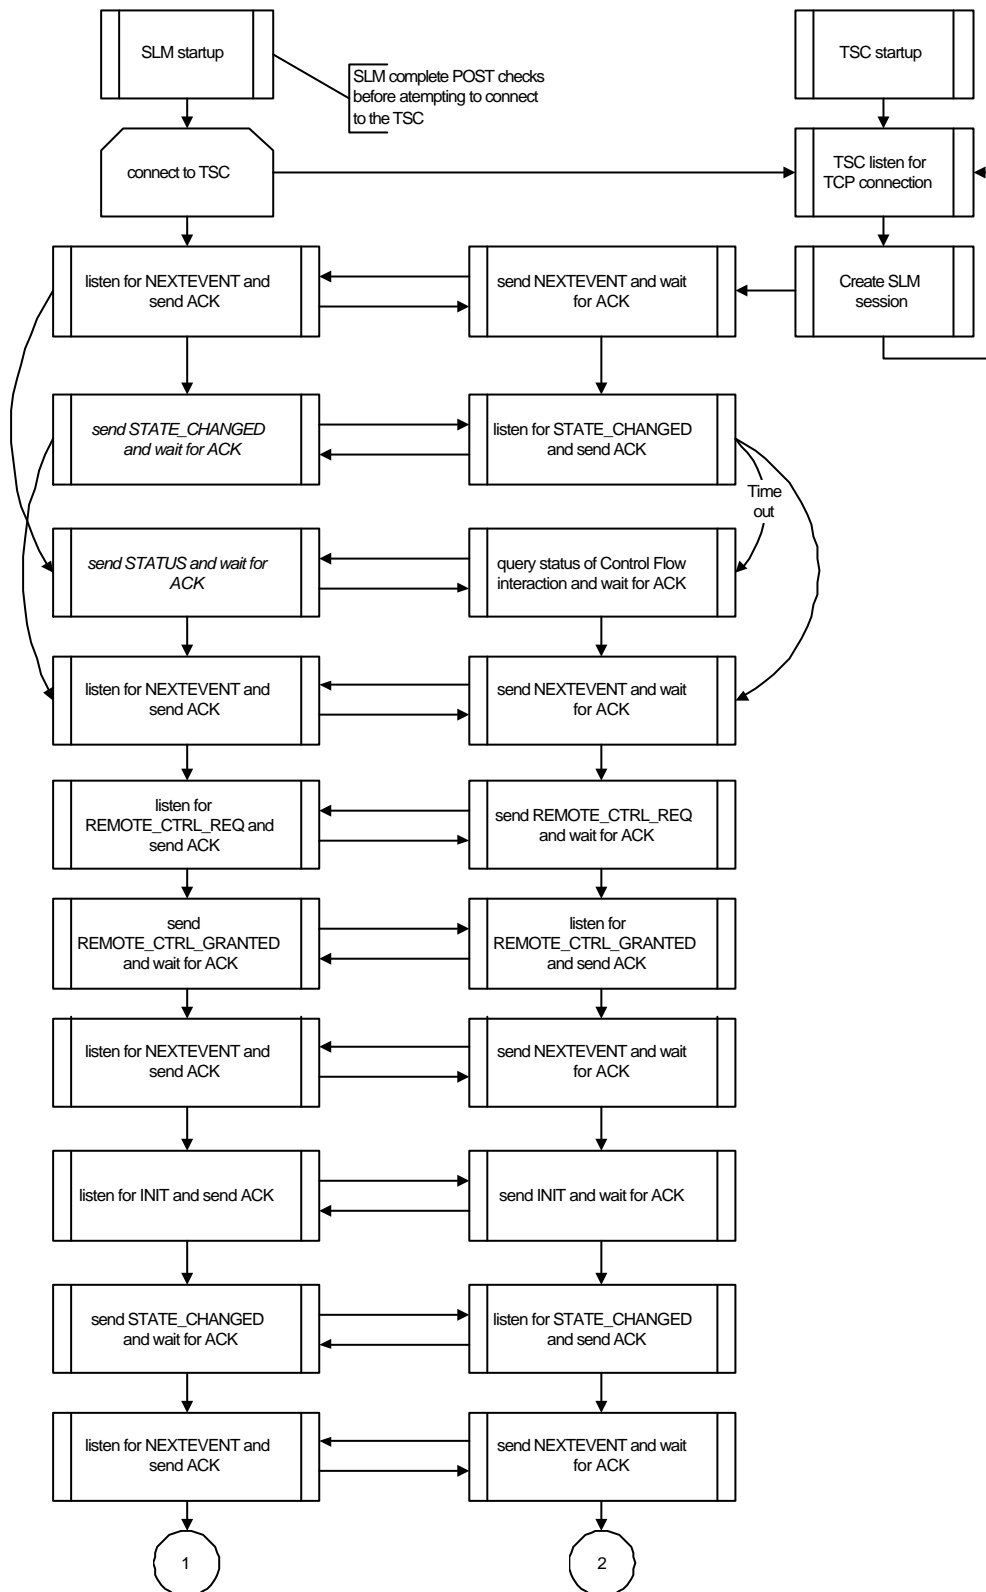 SLM startup
SLM complete POST checks
before atempting to connect
to the TSC
TSC startup
connect to TSC
TSC listen for
TCP connection
listen for NEXTEVENT and
send ACK
send NEXTEVENT and wait
for ACK
Create SLM
session
send STATE_CHANGED
and wait for ACK
listen for STATE_CHANGED
and send ACK
Time
out
send STATUS and wait for
ACK
query status of Control Flow
interaction and wait for ACK
listen for NEXTEVENT and
send ACK
send NEXTEVENT and wait
for ACK
listen for
REMOTE_CTRL_REQ and
send ACK
send REMOTE_CTRL_REQ
and wait for ACK
send
REMOTE_CTRL_GRANTED
and wait for ACK
listen for
REMOTE_CTRL_GRANTED
and send ACK
listen for NEXTEVENT and
send ACK
send NEXTEVENT and wait
for ACK
listen for INIT and send ACK
send INIT and wait for ACK
send STATE_CHANGED
and wait for ACK
listen for STATE_CHANGED
and send ACK
listen for NEXTEVENT and
send ACK
send NEXTEVENT and wait
for ACK
1
2